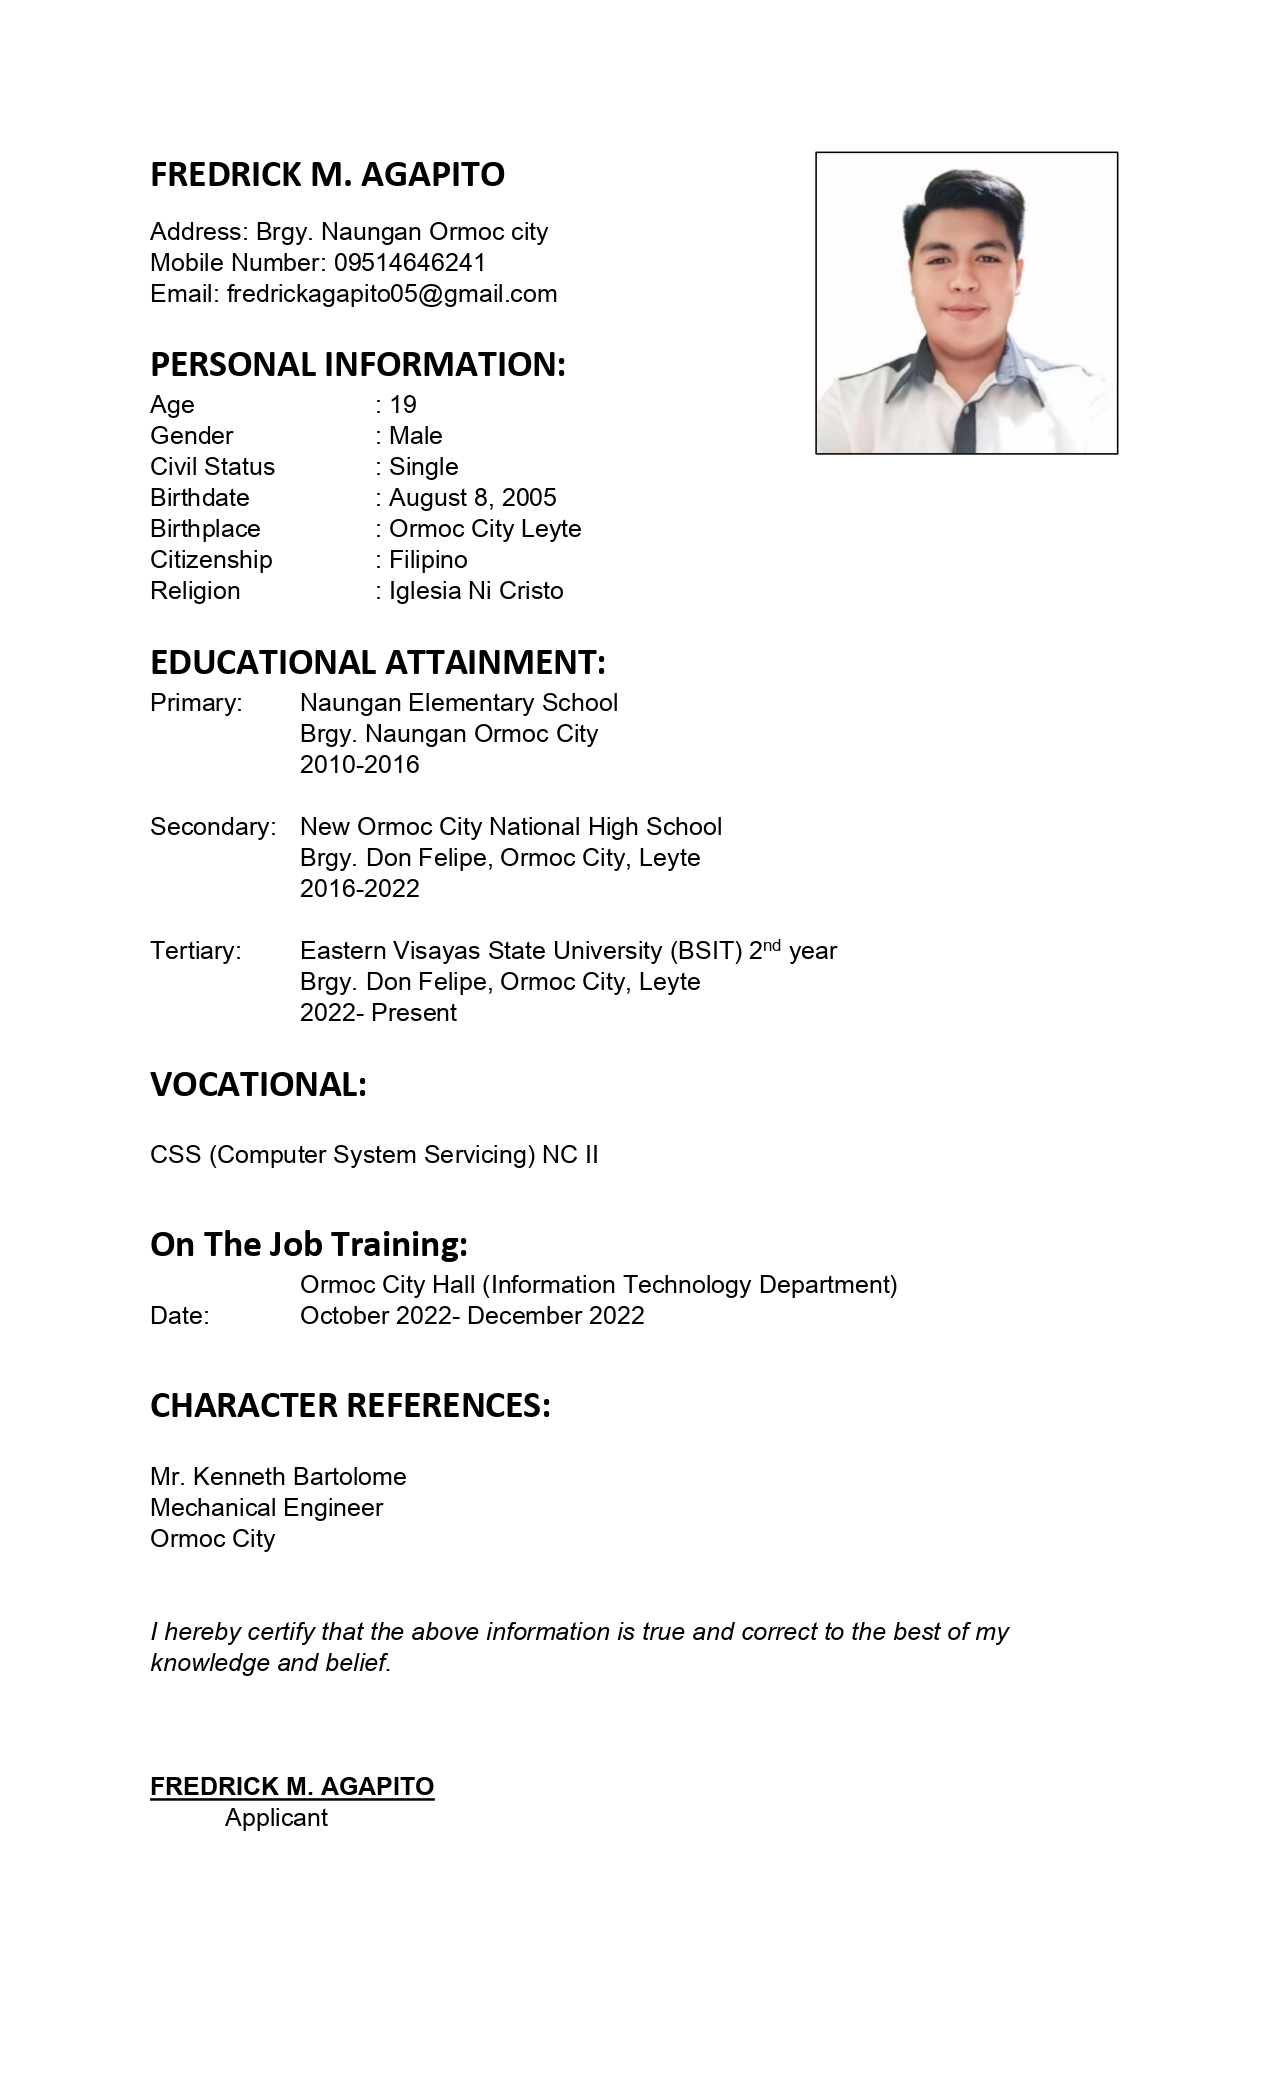 FREDRICK M. AGAPITO
Address: Brgy. Naungan Ormoc city
Mobile Number: 09514646241
Email: fredrickagapito05@gmail.com
PERSONAL INFORMATION:
Age : 19
Gender : Male
Civil Status : Single
Birthdate : August 8, 2005
Birthplace : Ormoc City Leyte
Citizenship : Filipino
Religion : Iglesia Ni Cristo
EDUCATIONAL ATTAINMENT:
Primary: Naungan Elementary School
Brgy. Naungan Ormoc City
2010-2016
Secondary: New Ormoc City National High School
Brgy. Don Felipe, Ormoc City, Leyte
2016-2022
Tertiary: Eastern Visayas State University (BSIT) 2nd year
Brgy. Don Felipe, Ormoc City, Leyte
2022- Present
VOCATIONAL:
CSS (Computer System Servicing) NC II
On The Job Training:
Ormoc City Hall (Information Technology Department)
Date: October 2022- December 2022
CHARACTER REFERENCES:
Mr. Kenneth Bartolome
Mechanical Engineer
Ormoc City
I hereby certify that the above information is true and correct to the best of my
knowledge and belief.
FREDRICK M. AGAPITO
Applicant